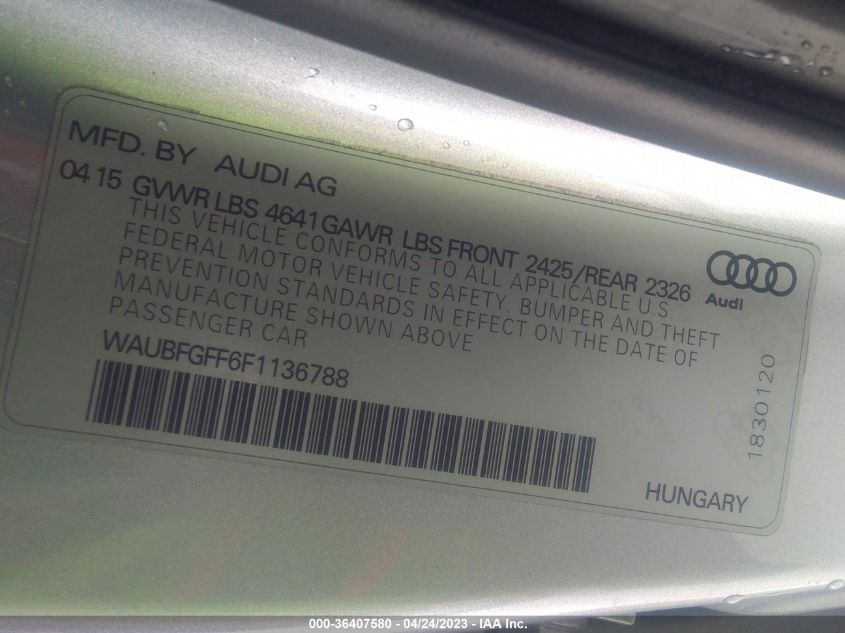 MFD. BY AUDI AG
04 15 GVWR LBS 4641 GAWR LBS FRONT 2425/REAR 2326
THIS VEHICLE CONFORMS TO ALL APPLICABLE U.S.
FEDERAL MOTOR VEHICLE SAFETY, BUMPER AND THEFT
PREVENTION STANDARDS IN EFFECT ON THE DATE OF
MANUFACTURE SHOWN ABOVE
PASSENGER CAR
WAUBFGFF6F1136788
Audi
1830120
HUNGARY
000-36407580 - 04/24/2023 - IAA Inc.